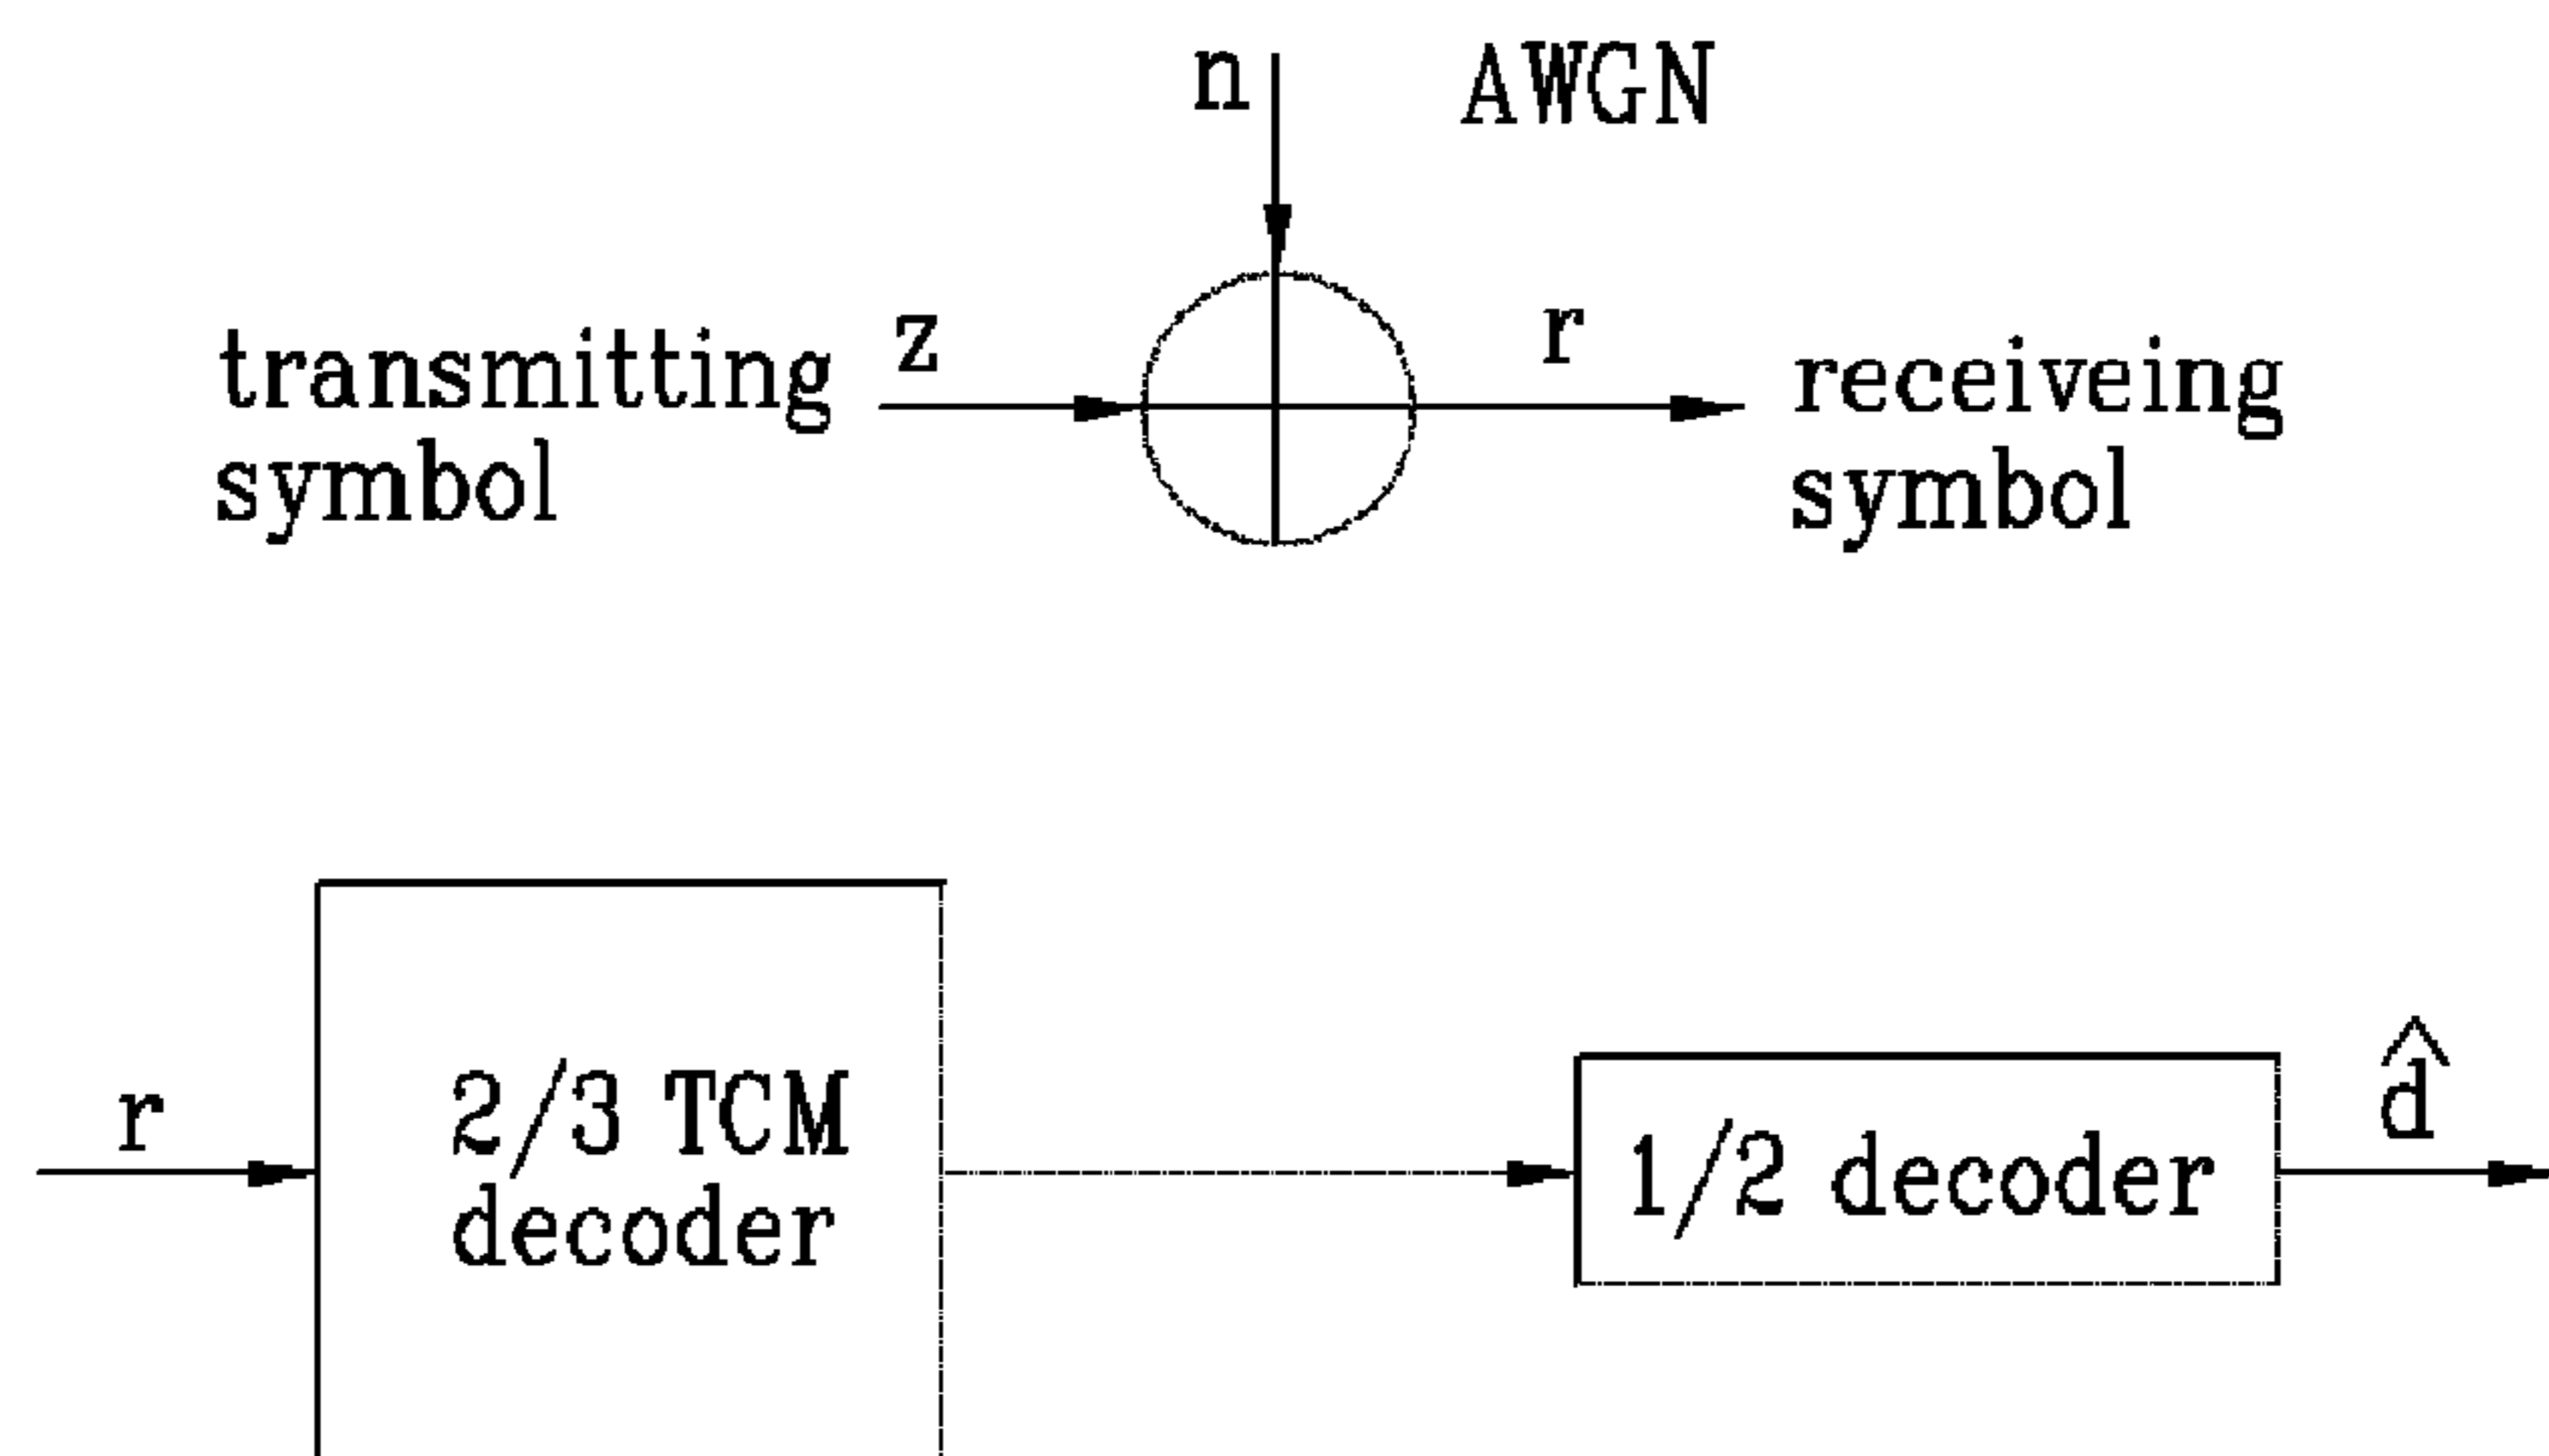 n AWGN
z
r
transmitting
symbol
receiveing
symbol
r
2/3 TCM
decoder
1/2 decoder
d̂